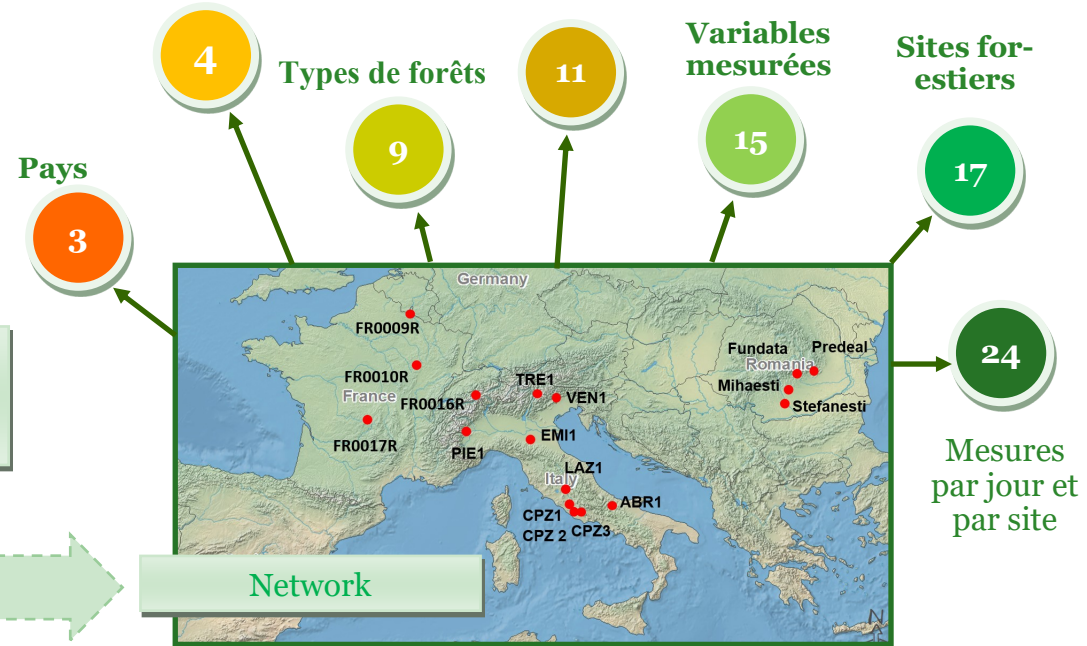 4
Types de forêts
11
Variables
mesurées
Sites for-
estiers
9
15
17
Pays
3
24
Mesures
par jour et
par site
Germany
FR0009R
Fundata
Predeal
Romania
FR0010R
TRE1
Mihaesti
France
FR0016R
VEN1
Stefanesti
FR0017R
PIE1
EMI1
LAZ1
Italy
ABR1
CPZ1
CPZ 2
CPZ3
Network
N